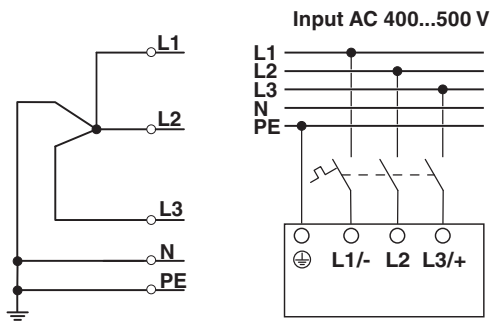 Input AC 400...500 V
L1
L2
L3
N
PE
L1
L2
L3
N
PE
L1/- L2 L3/+